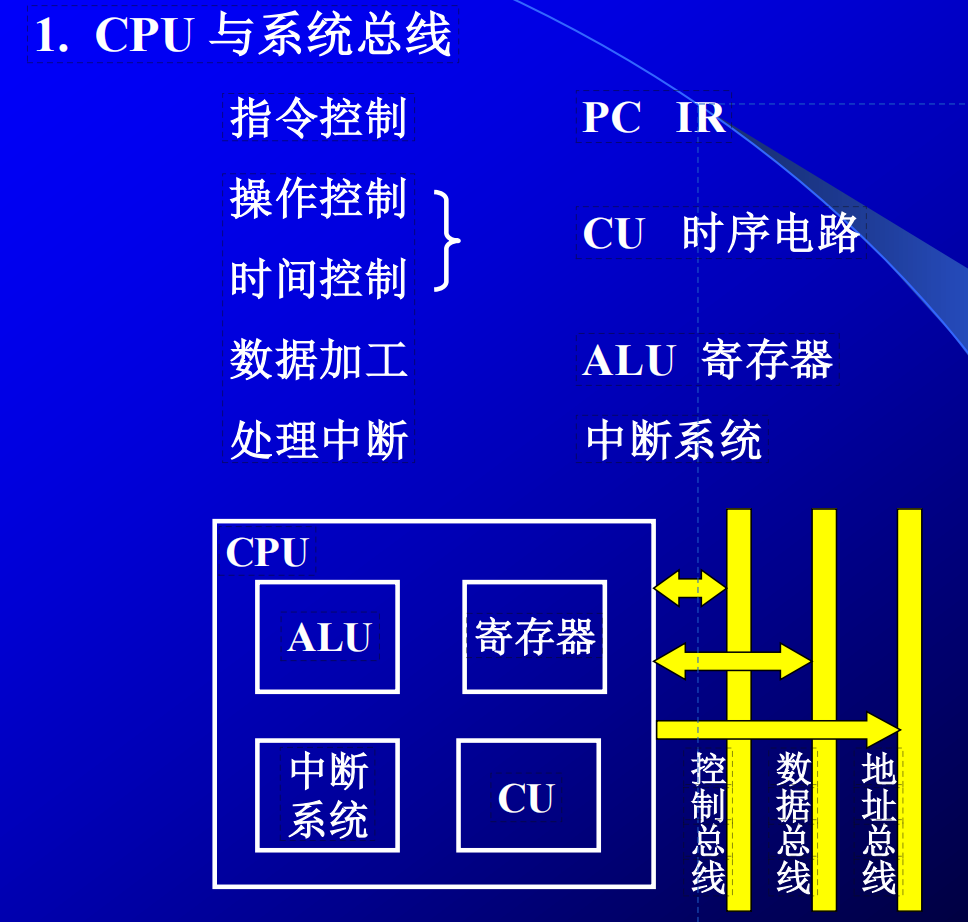 1. CPU 与系统总线
指令控制 PC IR
操作控制
CU 时序电路
时间控制
数据加工 ALU 寄存器
处理中断 中断系统
CPU
ALU
寄存器
中断
系统
CU
控制总线
数据总线
地址总线